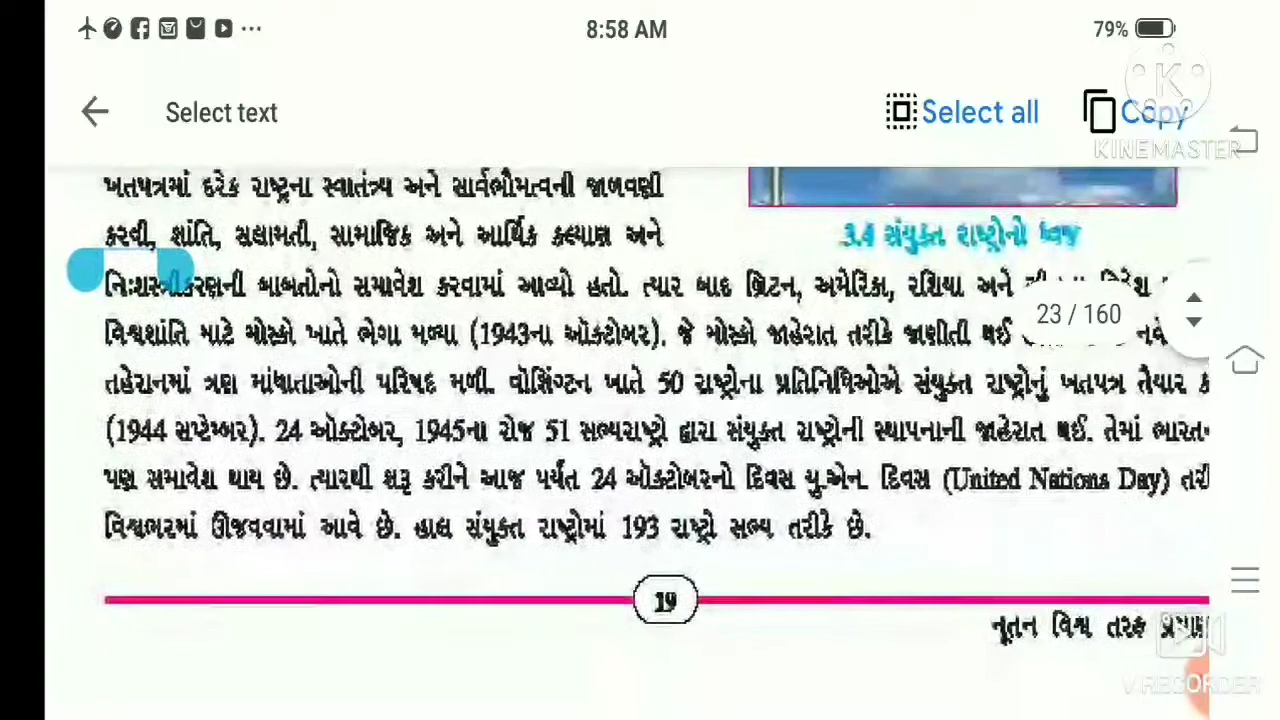 8:58 AM
79%
Select text
Select all
Copy
KINEMASTER
ખતપત્રમાં દરેક રાષ્ટ્રના સ્વાતંત્ર્ય અને સાર્વભૌમત્વની જાળવણી
કરવી, શાંતિ, સલામતી, સામાજિક અને આર્થિક કલ્યાણ અને
3.4 સંયુક્ત રાષ્ટ્રોનો ધ્વજ
નિઃશસ્ત્રીકરણની બાબતોનો સમાવેશ કરવામાં આવ્યો હતો. ત્યાર બાદ બ્રિટન, અમેરિકા, રશિયા અને
23 / 160
વિશ્વશાંતિ માટે મોસ્કો ખાતે ભેગા મળ્યા (1943ના ઑક્ટોબર). જે મોસ્કો જાહેરાત તરીકે જાણીતી થઈ
તહેરાનમાં ત્રણ માંધાતાઓની પરિષદ મળી. વૉશિંગ્ટન ખાતે 50 રાષ્ટ્રોના પ્રતિનિધિઓએ સંયુક્ત રાષ્ટ્રોનું ખતપત્ર તૈયાર
(1944 સપ્ટેમ્બર). 24 ઑક્ટોબર, 1945ના રોજ 51 સભ્યરાષ્ટ્રો દ્વારા સંયુક્ત રાષ્ટ્રોની સ્થાપનાની જાહેરાત થઈ. તેમાં
પણ સમાવેશ થાય છે. ત્યારથી શરૂ કરીને આજ પર્યંત 24 ઑક્ટોબરનો દિવસ યુ.એન. દિવસ (United Nations Day)
વિશ્વભરમાં ઊજવવામાં આવે છે. હાલ સંયુક્ત રાષ્ટ્રોમાં 193 રાષ્ટ્રો સભ્ય તરીકે છે.
19
નૂતન વિશ્વ તરફ
V RECORDER